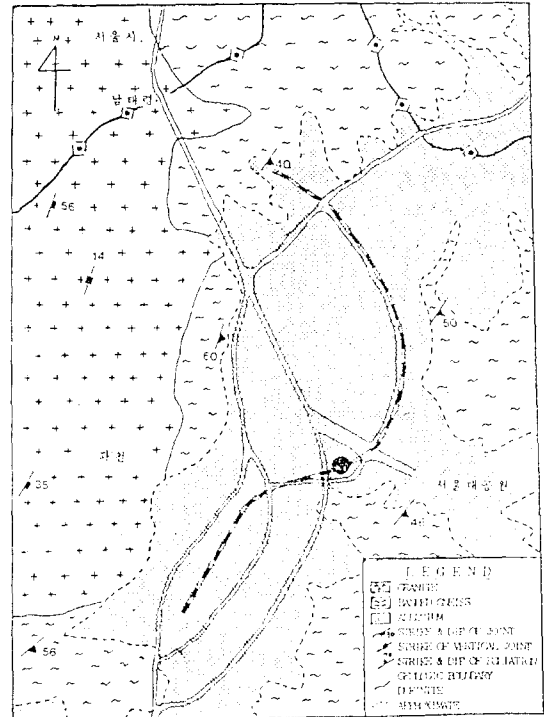 서울시
N
남태령
40
56
14
50
60
과천
35
서울대공원
46
56
LEGEND
GRANITE
BANDED GNEISS
ALLUVIUM
STRIKE & DIP OF JOINT
STRIKE OF VERTICAL JOINT
STRIKE & DIP OF FOLIATION
GEOLOGIC BOUNDARY
DEFINITE
APPROXIMATE